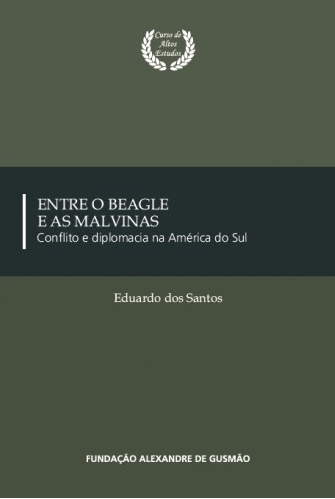 Curso de
Altos
Estudos
ENTRE O BEAGLE
E AS MALVINAS
Conflito e diplomacia na América do Sul
Eduardo dos Santos
FUNDAÇÃO ALEXANDRE DE GUSMÃO